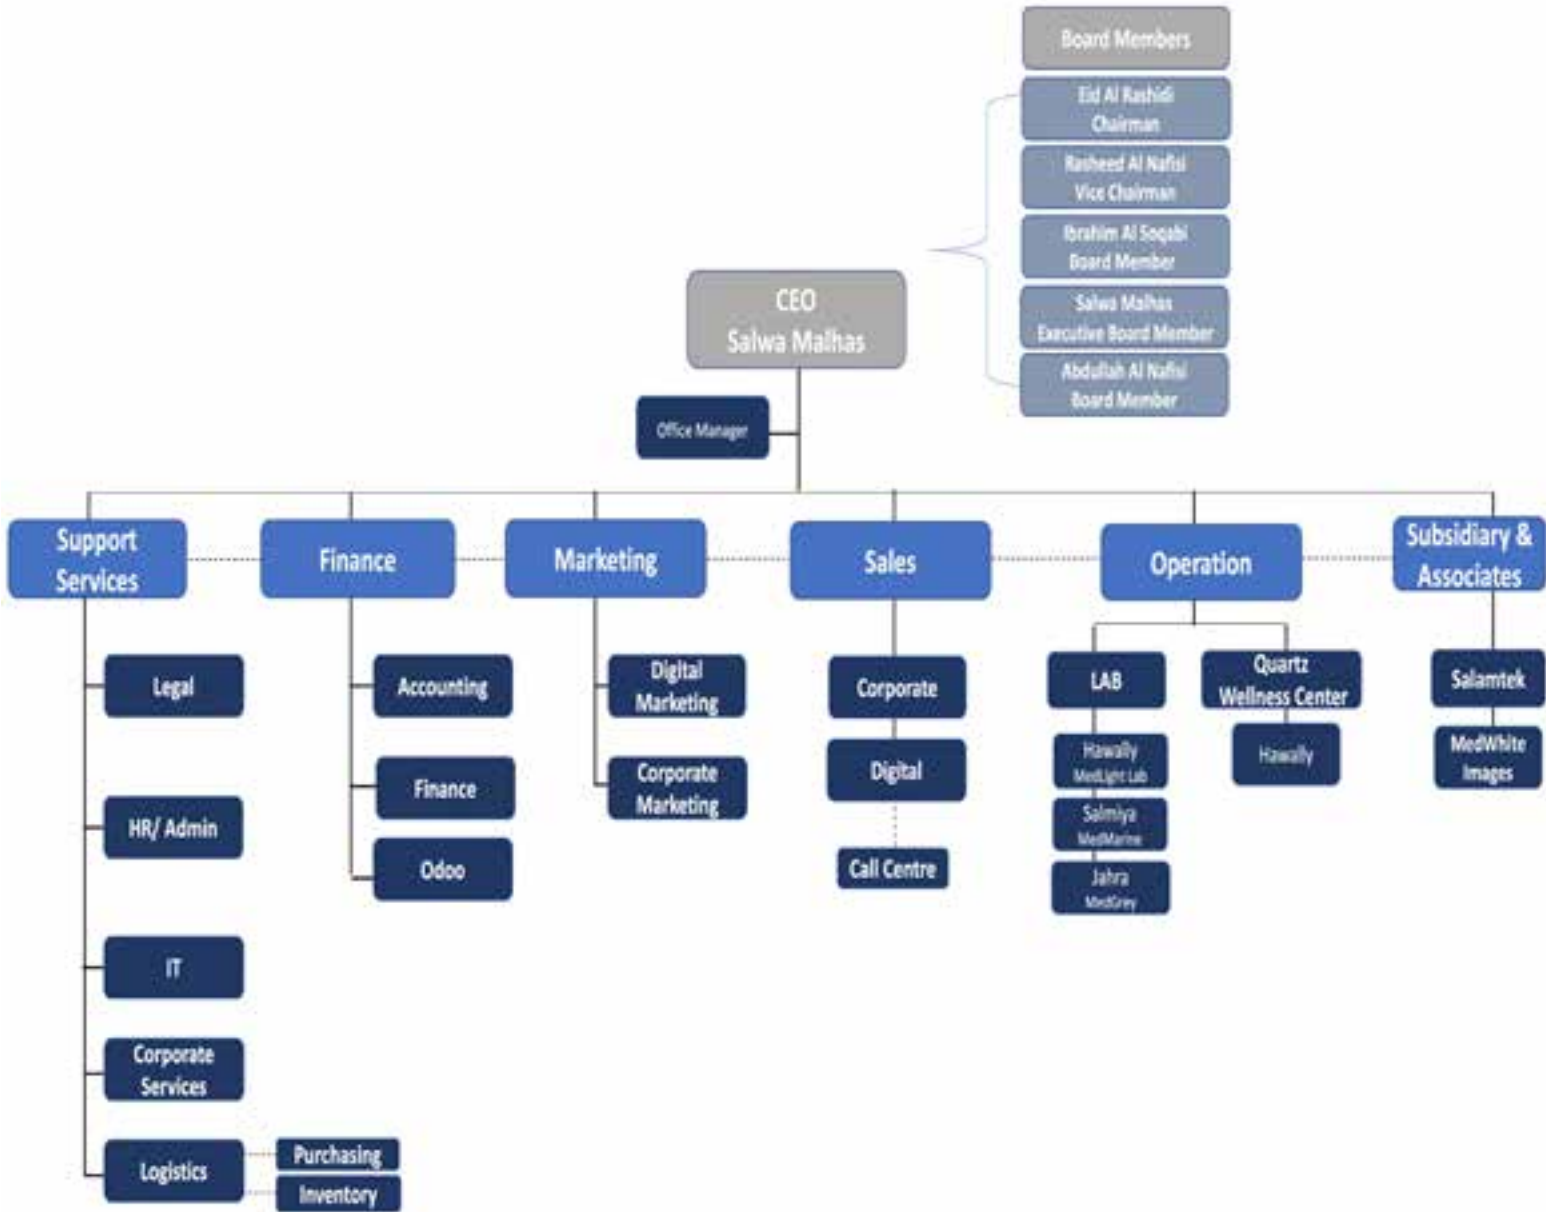 Board Members
Eid Al Rashidi
Chairman
Rasheed Al Nafisi
Vice Chairman
Ibrahim Al Soqabi
Board Member
Salwa Malhas
Executive Board Member
Abdullah Al Nafisi
Board Member
CEO
Salwa Malhas
Office Manager
Support
Services
Finance
Marketing
Sales
Operation
Subsidiary &
Associates
Legal
HR/ Admin
IT
Corporate
Services
Logistics
Purchasing
Inventory
Accounting
Finance
Odoo
Digital
Marketing
Corporate
Marketing
Corporate
Digital
Call Centre
LAB
Hawally
MedLight Lab
Salmiya
MedMarine
Jahra
MedGrey
Quartz
Wellness Center
Hawally
Salamtek
MedWhite
Images